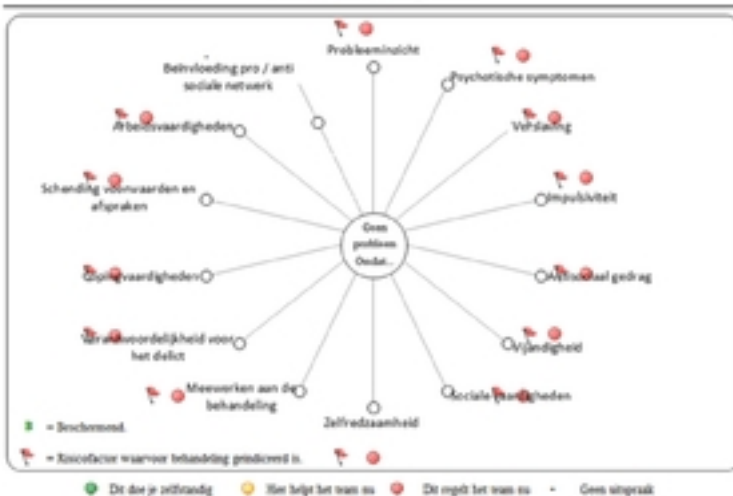 Probleeminzicht
Beïnvloeding pro / anti
sociale netwerk
Psychotische symptomen
Arbeidsvaardigheden
Verslaving
Schending voorwaarden en
afspraken
Impulsiviteit
Geen
probleem
Omdat..
Copingvaardigheden
Antisociaal gedrag
Verantwoordelijkheid voor
het delict
Vijandigheid
Meewerken aan de
behandeling
Sociale vaardigheden
Zelfredzaamheid
B = Beschermend.
= Risicofactor waarvoor behandeling geïndiceerd is.
Dit doe je zelfstandig
Hier helpt het team nu
Dit regelt het team nu
- Geen uitspraak